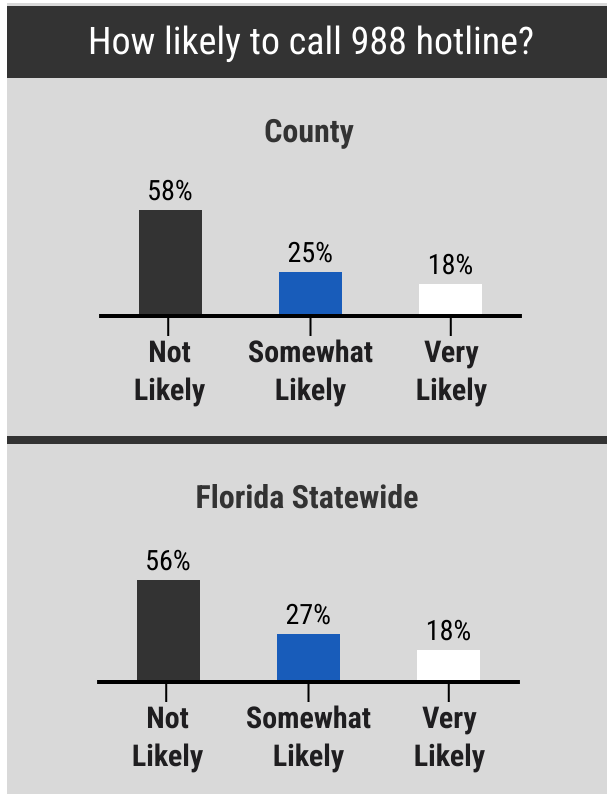 How likely to call 988 hotline?
County
58%
25%
18%
Not Likely
Somewhat Likely
Very Likely
Florida Statewide
56%
27%
18%
Not Likely
Somewhat Likely
Very Likely